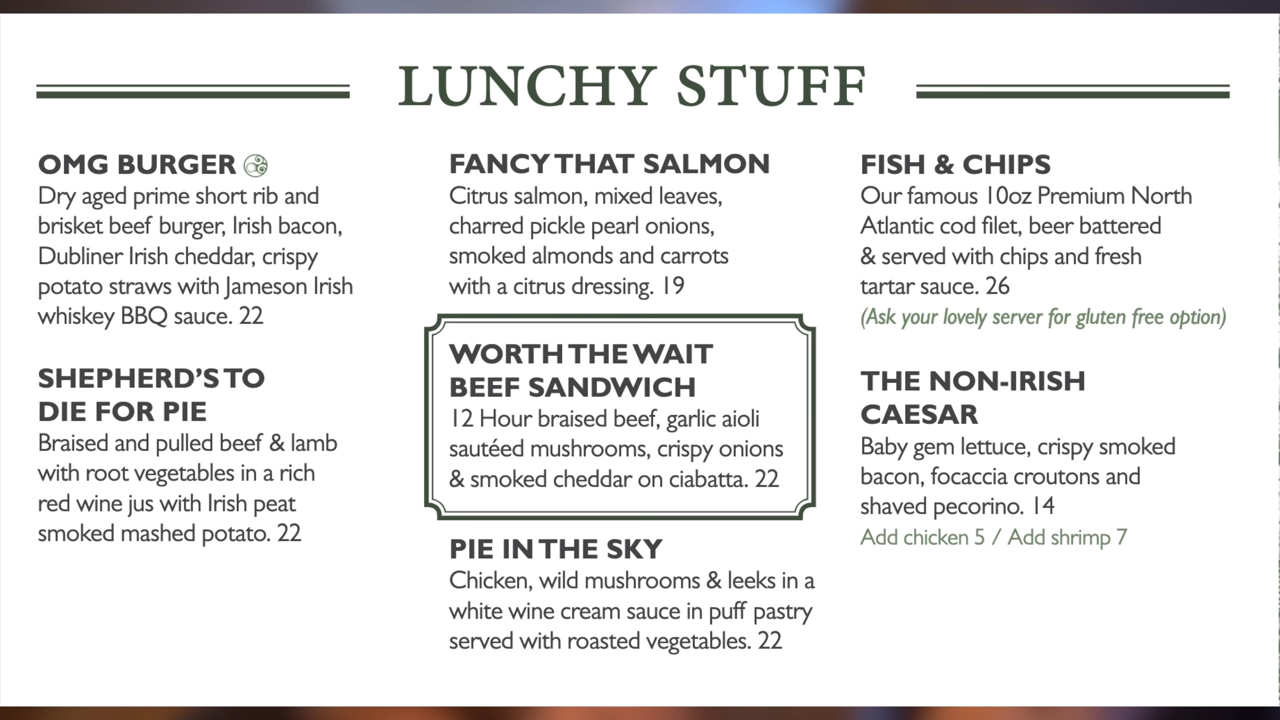 LUNCHY STUFF
OMG BURGER
Dry aged prime short rib and
brisket beef burger, Irish bacon,
Dubliner Irish cheddar, crispy
potato straws with Jameson Irish
whiskey BBQ sauce. 22
SHEPHERD'S TO
DIE FOR PIE
Braised and pulled beef & lamb
with root vegetables in a rich
red wine jus with Irish peat
smoked mashed potato. 22
FANCY THAT SALMON
Citrus salmon, mixed leaves,
charred pickle pearl onions,
smoked almonds and carrots
with a citrus dressing. 19
WORTH THE WAIT
BEEF SANDWICH
12 Hour braised beef, garlic aioli
sautéed mushrooms, crispy onions
& smoked cheddar on ciabatta. 22
PIE IN THE SKY
Chicken, wild mushrooms & leeks in a
white wine cream sauce in puff pastry
served with roasted vegetables. 22
FISH & CHIPS
Our famous 10oz Premium North
Atlantic cod filet, beer battered
& served with chips and fresh
tartar sauce. 26
(Ask your lovely server for gluten free option)
THE NON-IRISH
CAESAR
Baby gem lettuce, crispy smoked
bacon, focaccia croutons and
shaved pecorino. 14
Add chicken 5 / Add shrimp 7